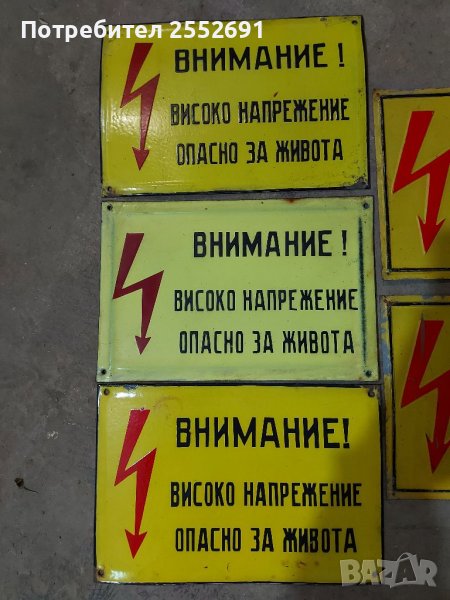 Потребител 2552691
ВНИМАНИЕ!
ВИСОКО НАПРЕЖЕНИЕ
ОПАСНО ЗА ЖИВОТА
ВНИМАНИЕ!
ВИСОКО НАПРЕЖЕНИЕ
ОПАСНО ЗА ЖИВОТА
ВНИМАНИЕ!
ВИСОКО НАПРЕЖЕНИЕ
ОПАСНО ЗА ЖИВОТА
BAZAR